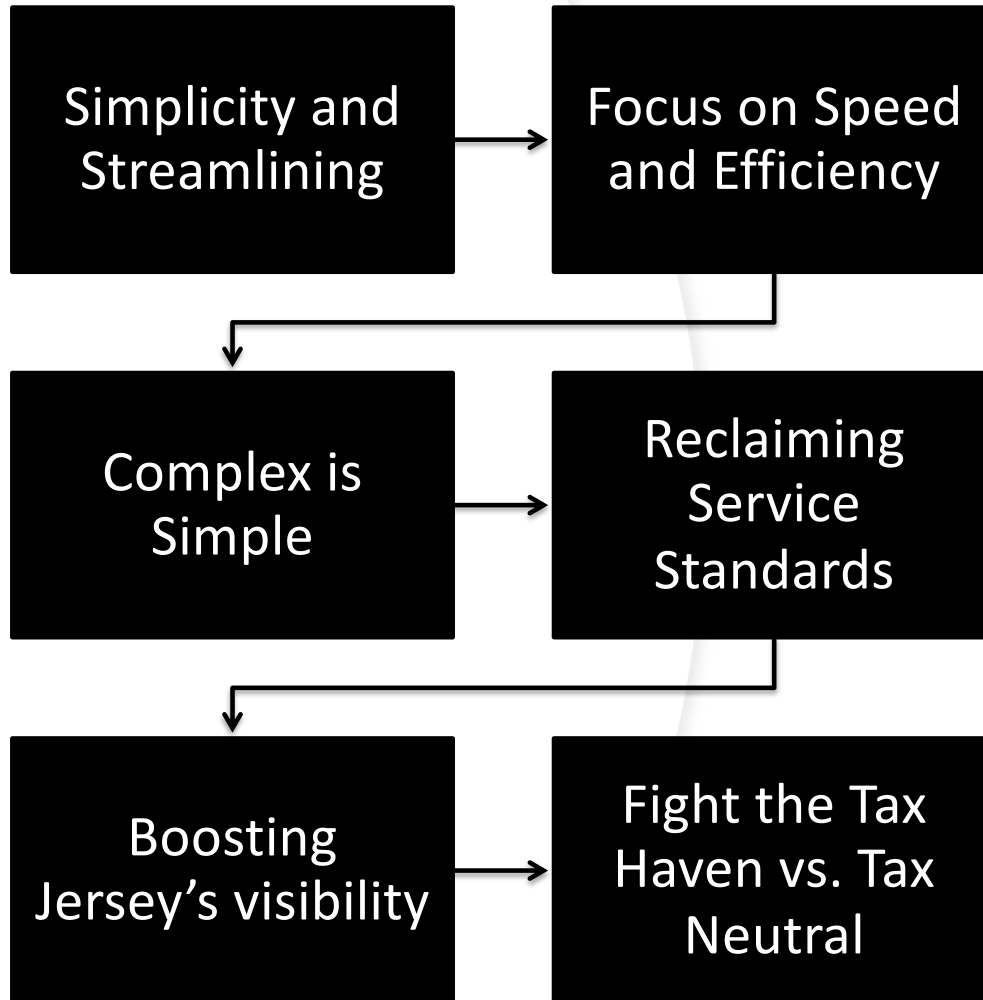 Simplicity and
Streamlining
Focus on Speed
and Efficiency
Complex is
Simple
Reclaiming
Service
Standards
Boosting
Jersey’s visibility
Fight the Tax
Haven vs. Tax
Neutral